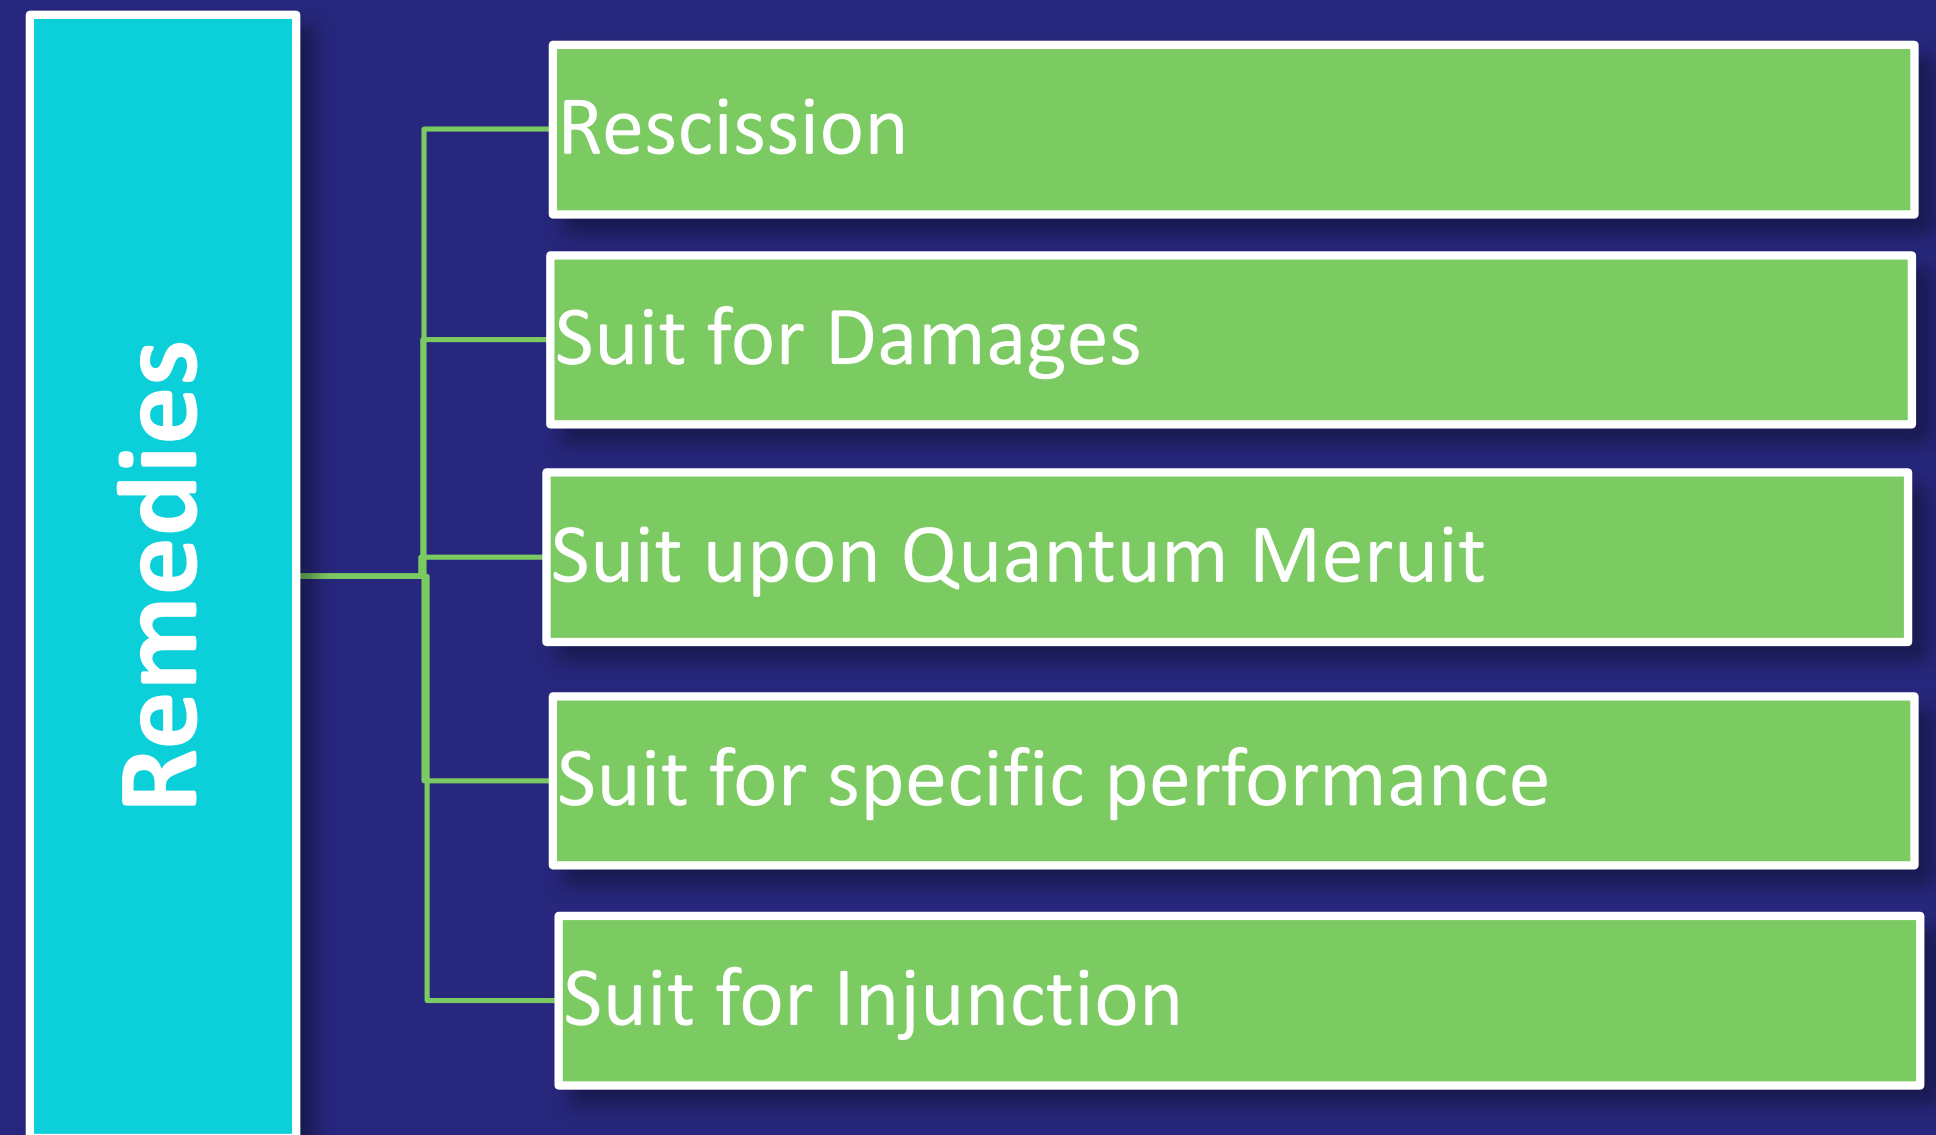 Remedies
Rescission
Suit for Damages
Suit upon Quantum Meruit
Suit for specific performance
Suit for Injunction